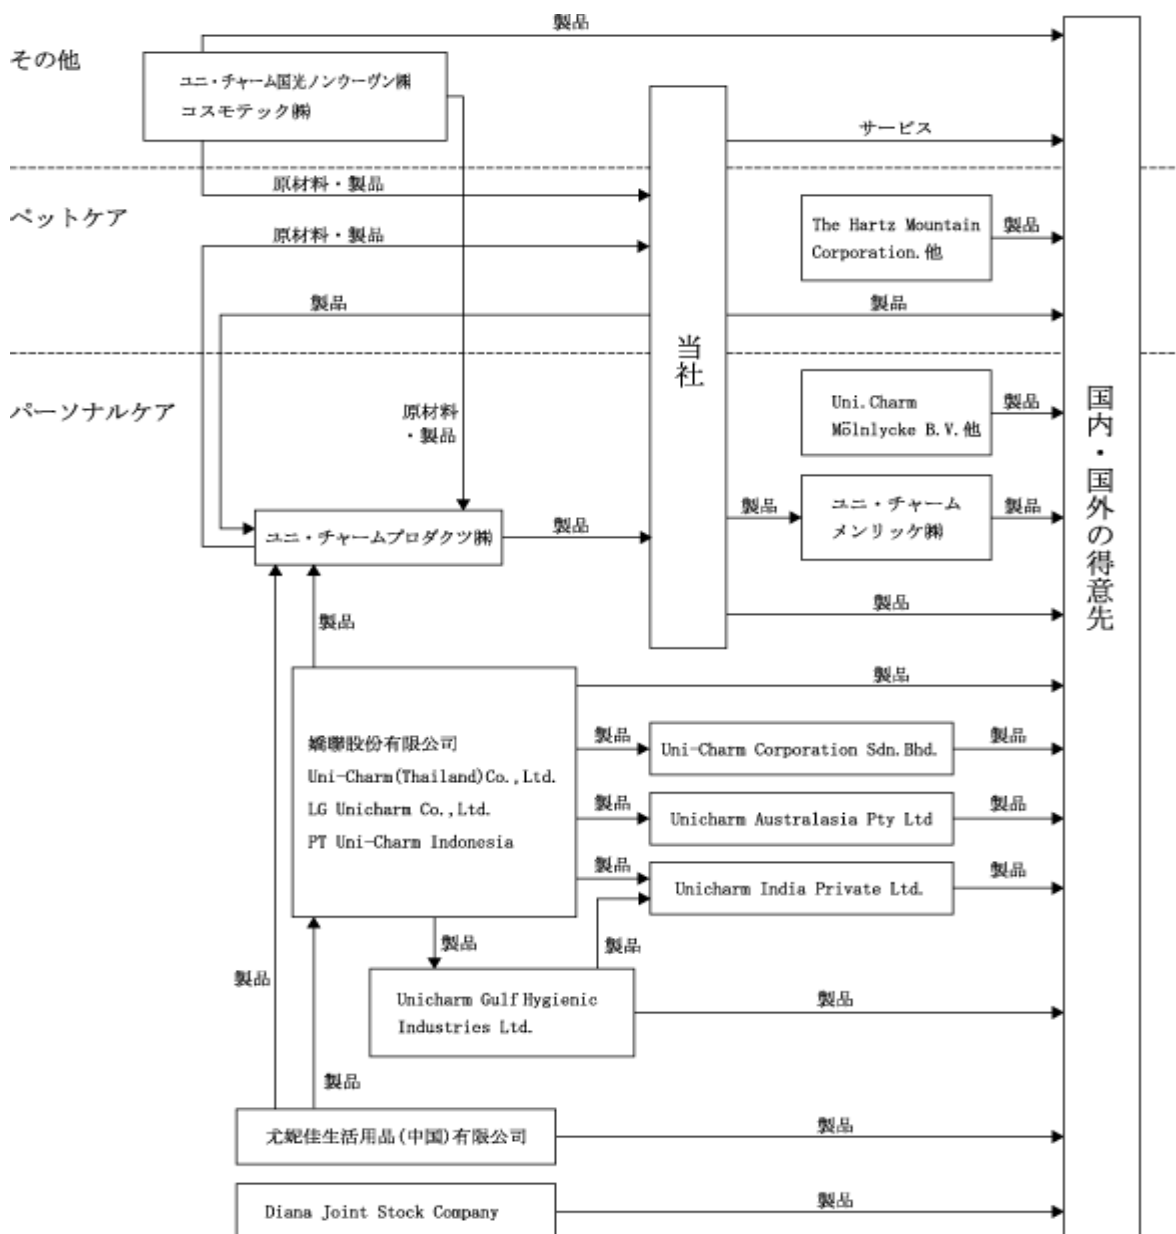 製品
その他
ユニ・チャーム国光ノンウーヴン㈱
コスモテック㈱
サービス
原材料・製品
ペットケア
原材料・製品
The Hartz Mountain
Corporation.他
製品
製品
製品
当社
パーソナルケア
原材料
・製品
Uni.Charm
Mölnlycke B.V.他
製品
国内・国外の得意先
製品
ユニ・チャーム
メンリッケ㈱
製品
ユニ・チャームプロダクツ㈱
製品
製品
製品
製品
嬌聯股份有限公司
Uni-Charm(Thailand)Co.,Ltd.
LG Unicharm Co.,Ltd.
PT Uni-Charm Indonesia
製品
Uni-Charm Corporation Sdn.Bhd.
製品
製品
Unicharm Australasia Pty Ltd
製品
製品
Unicharm India Private Ltd.
製品
製品
製品
製品
Unicharm Gulf Hygienic
Industries Ltd.
製品
製品
尤妮佳生活用品(中国)有限公司
製品
Diana Joint Stock Company
製品